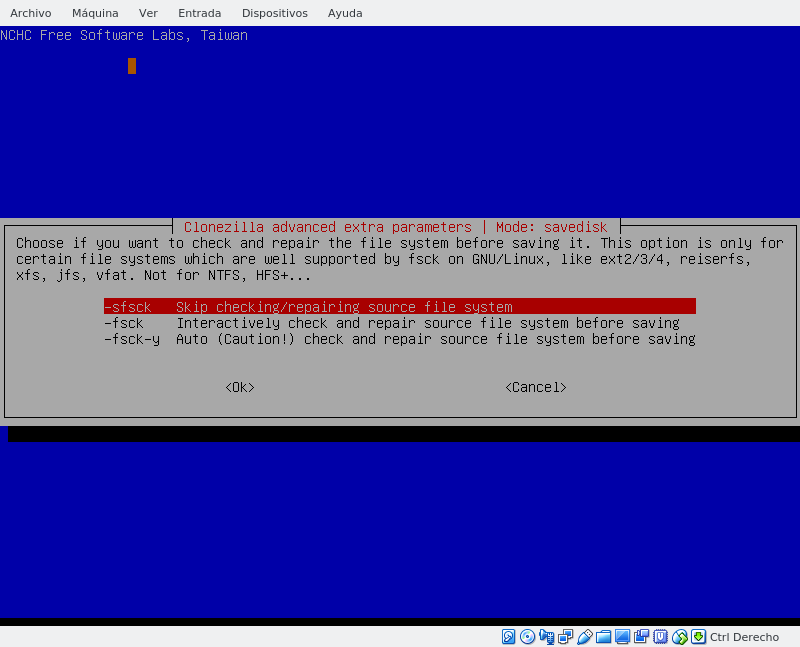 Archivo Máquina Ver Entrada Dispositivos Ayuda
NCHC Free Software Labs, Taiwan
Clonezilla advanced extra parameters | Mode: savedisk
Choose if you want to check and repair the file system before saving it. This option is only for
certain file systems which are well supported by fsck on GNU/Linux, like ext2/3/4, reiserfs,
xfs, jfs, vfat. Not for NTFS, HFS+...
-sfsck Skip checking/repairing source file system
-fsck Interactively check and repair source file system before saving
-fsck-y Auto (Caution!) check and repair source file system before saving
<Ok> <Cancel>
Ctrl Derecho